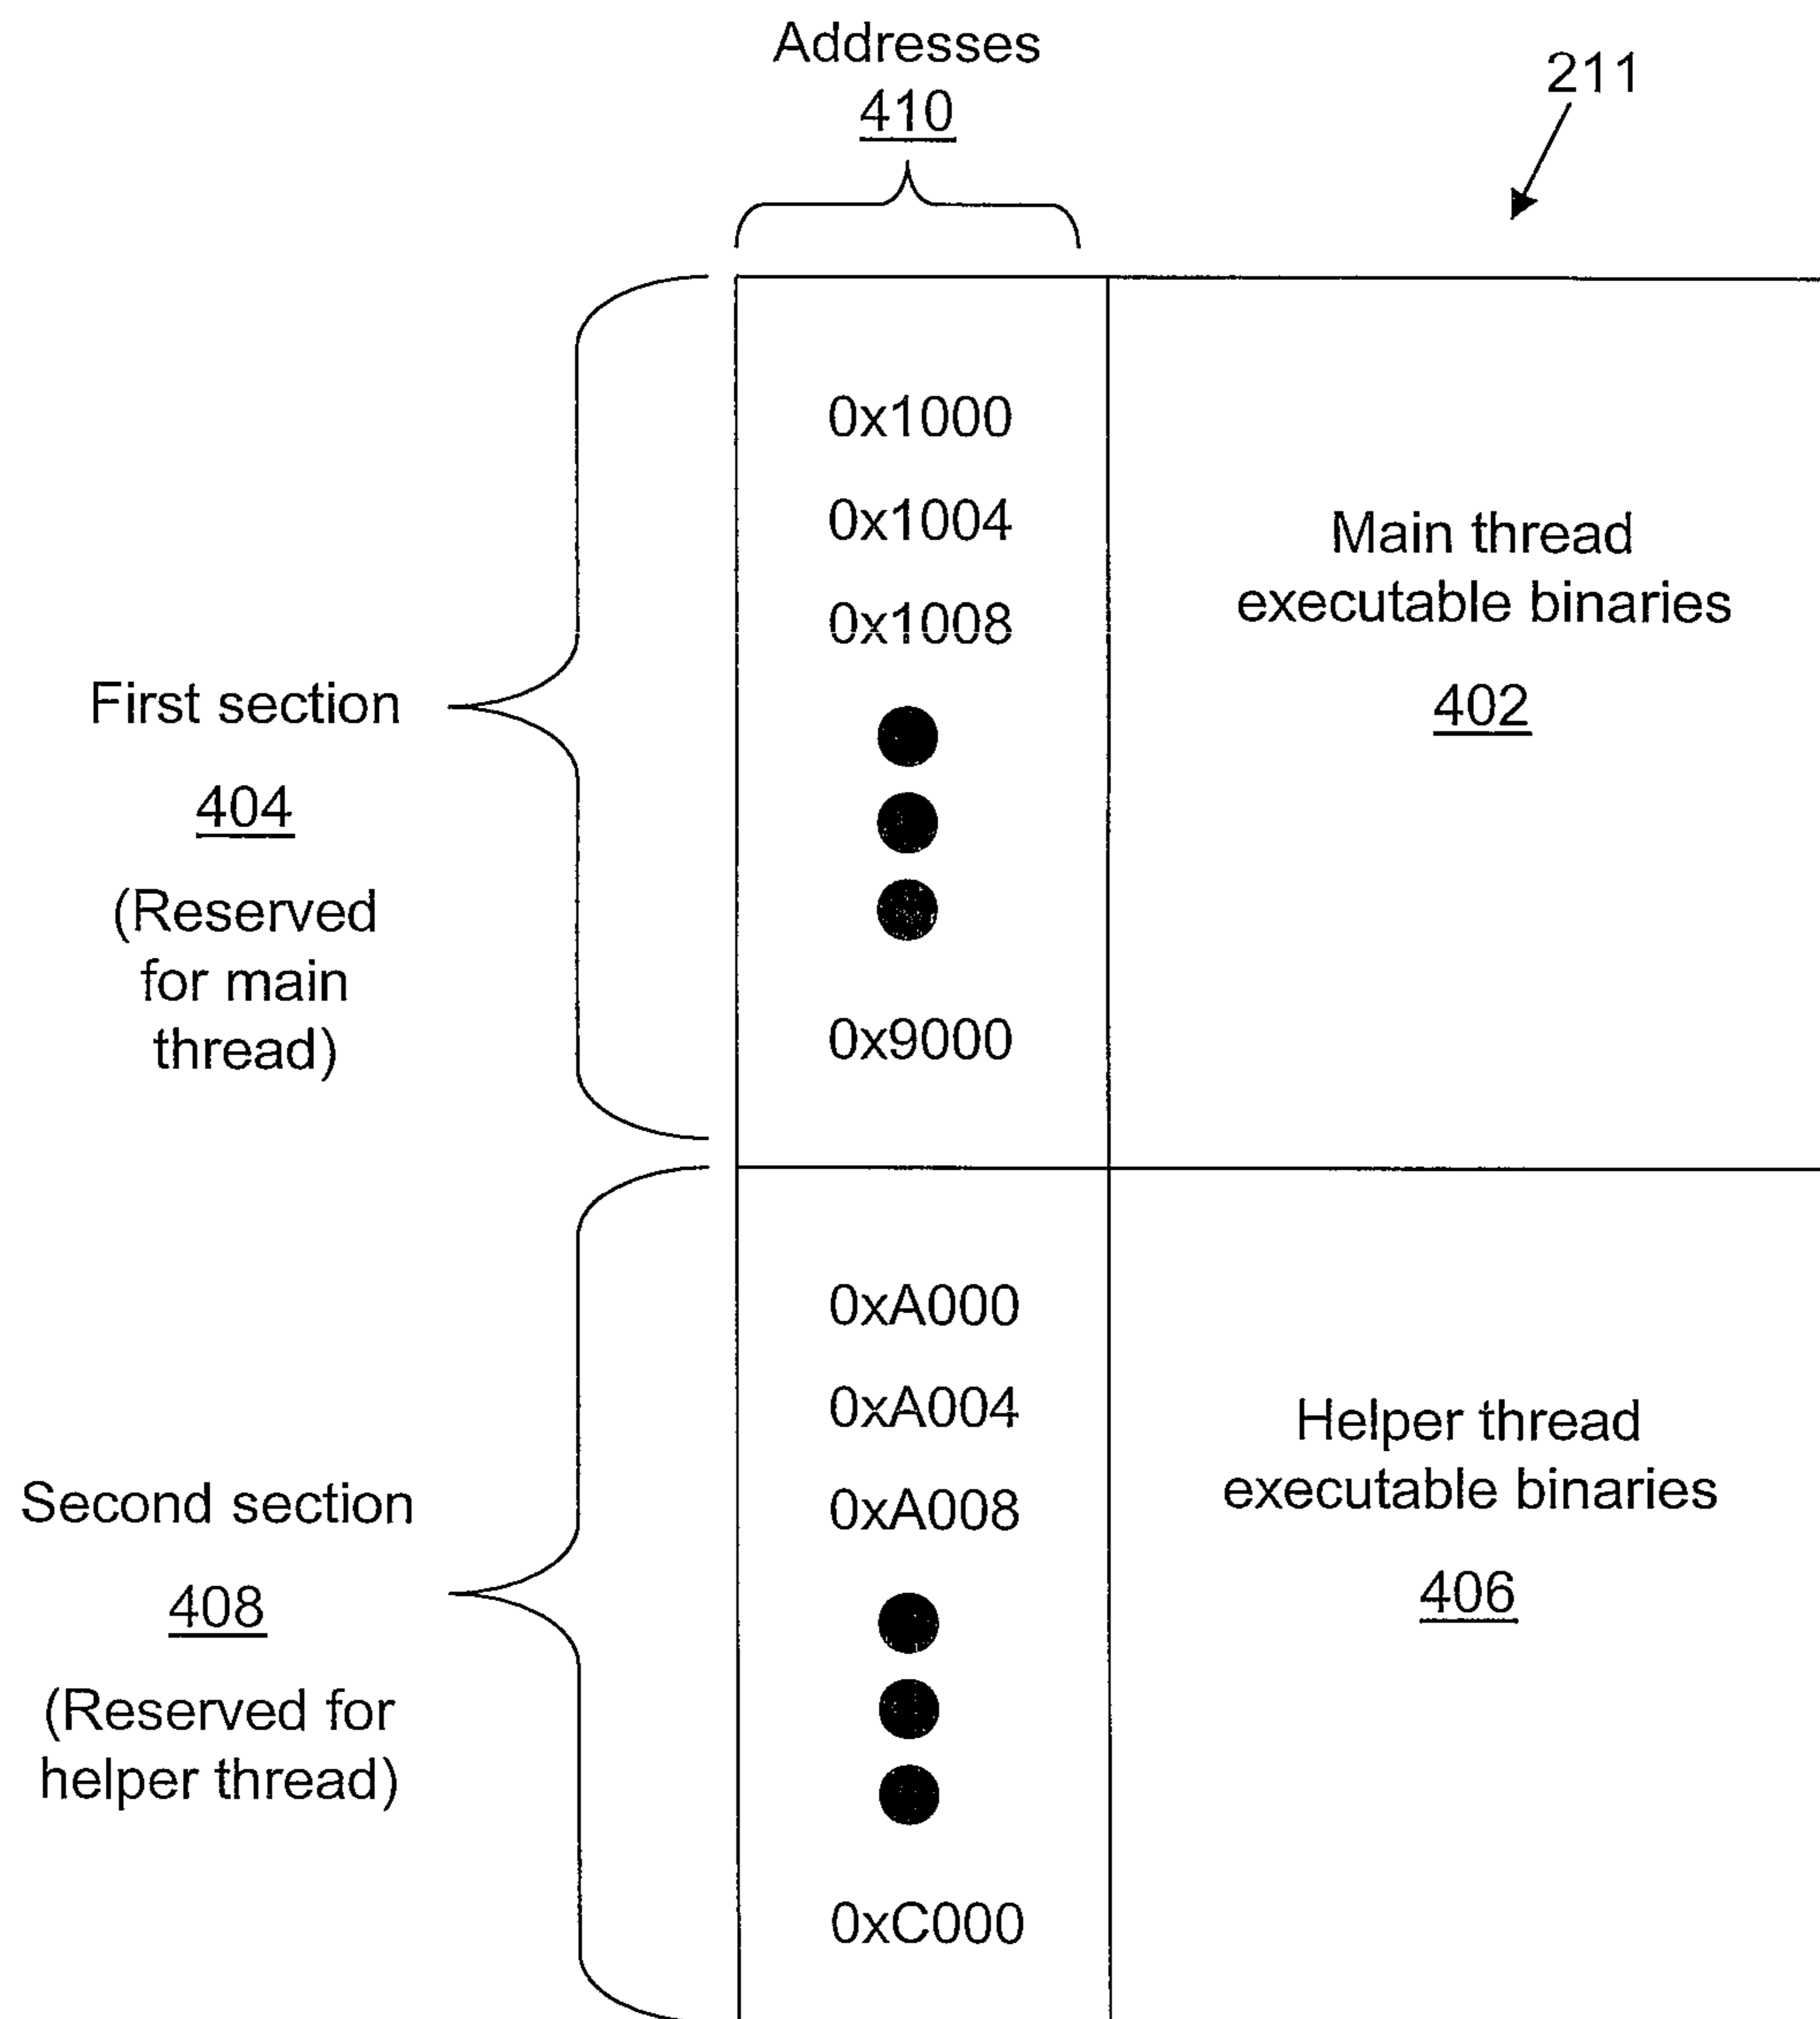 Addresses
410
211
First section
404
(Reserved
for main
thread)
0x1000
0x1004
0x1008
0x9000
Main thread
executable binaries
402
Second section
408
(Reserved for
helper thread)
0xA000
0xA004
0xA008
0xC000
Helper thread
executable binaries
406